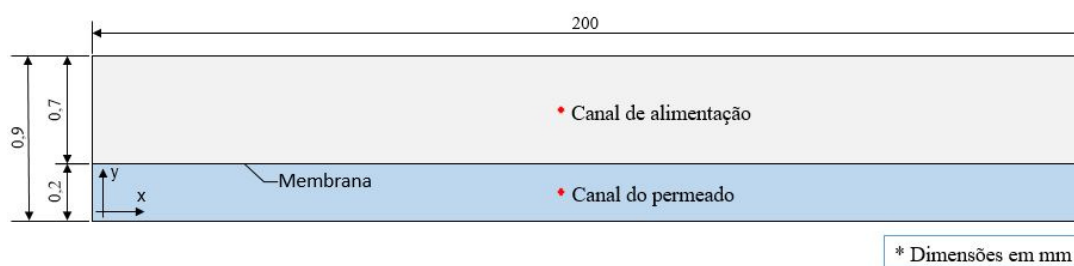 200
0,9
0,7
0,2
Canal de alimentação
Membrana
y
x
Canal do permeado
* Dimensões em mm